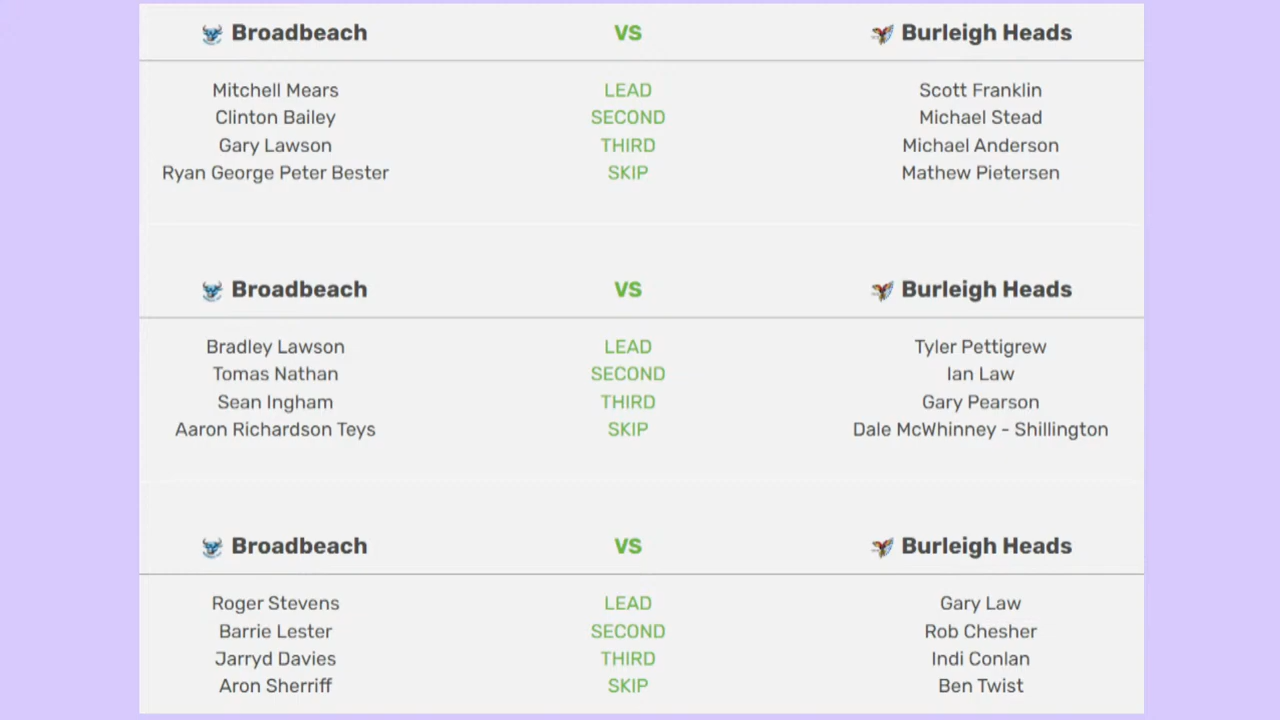 Broadbeach VS Burleigh Heads
Mitchell Mears LEAD Scott Franklin
Clinton Bailey SECOND Michael Stead
Gary Lawson THIRD Michael Anderson
Ryan George Peter Bester SKIP Mathew Pietersen
Broadbeach VS Burleigh Heads
Bradley Lawson LEAD Tyler Pettigrew
Tomas Nathan SECOND Ian Law
Sean Ingham THIRD Gary Pearson
Aaron Richardson Teys SKIP Dale McWhinney - Shillington
Broadbeach VS Burleigh Heads
Roger Stevens LEAD Gary Law
Barrie Lester SECOND Rob Chesher
Jarryd Davies THIRD Indi Conlan
Aron Sherriff SKIP Ben Twist